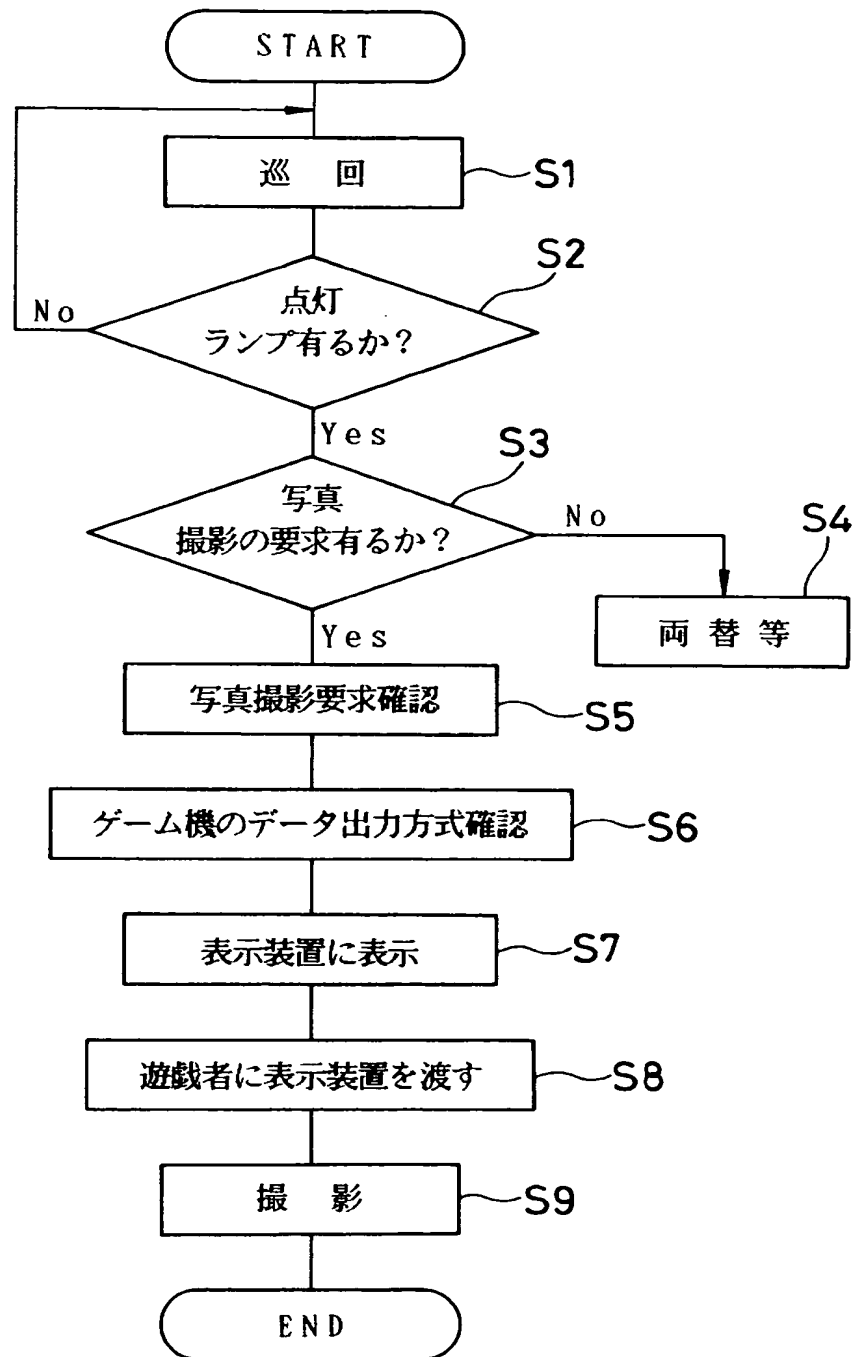 START
巡 回
S1
S2
点灯
ランプ有るか？
No
Yes
S3
写真
撮影の要求有るか？
No
S4
両替等
Yes
写真撮影要求確認
S5
ゲーム機のデータ出力方式確認
S6
表示装置に表示
S7
遊戯者に表示装置を渡す
S8
撮 影
S9
END